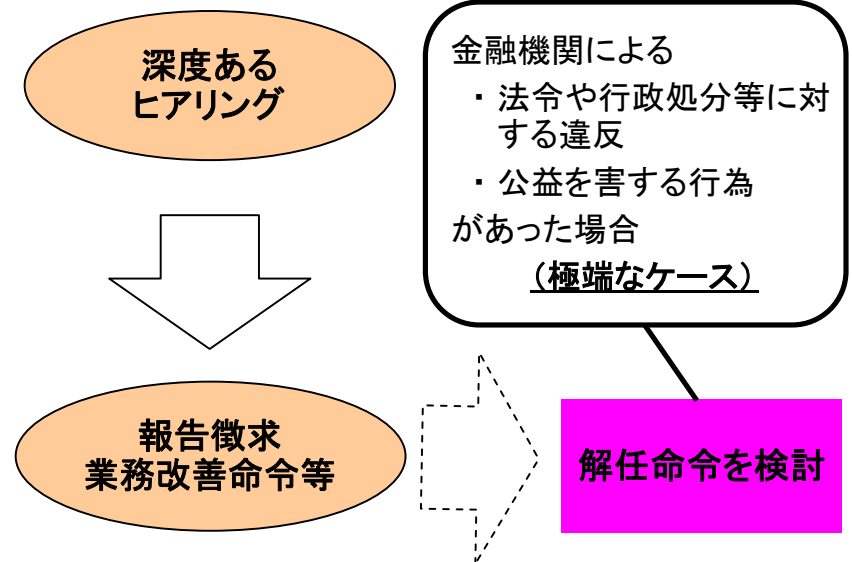 深度ある
ヒアリング
金融機関による
・法令や行政処分等に対
する違反
・公益を害する行為
があった場合
（極端なケース）
報告徴求
業務改善命令等
解任命令を検討